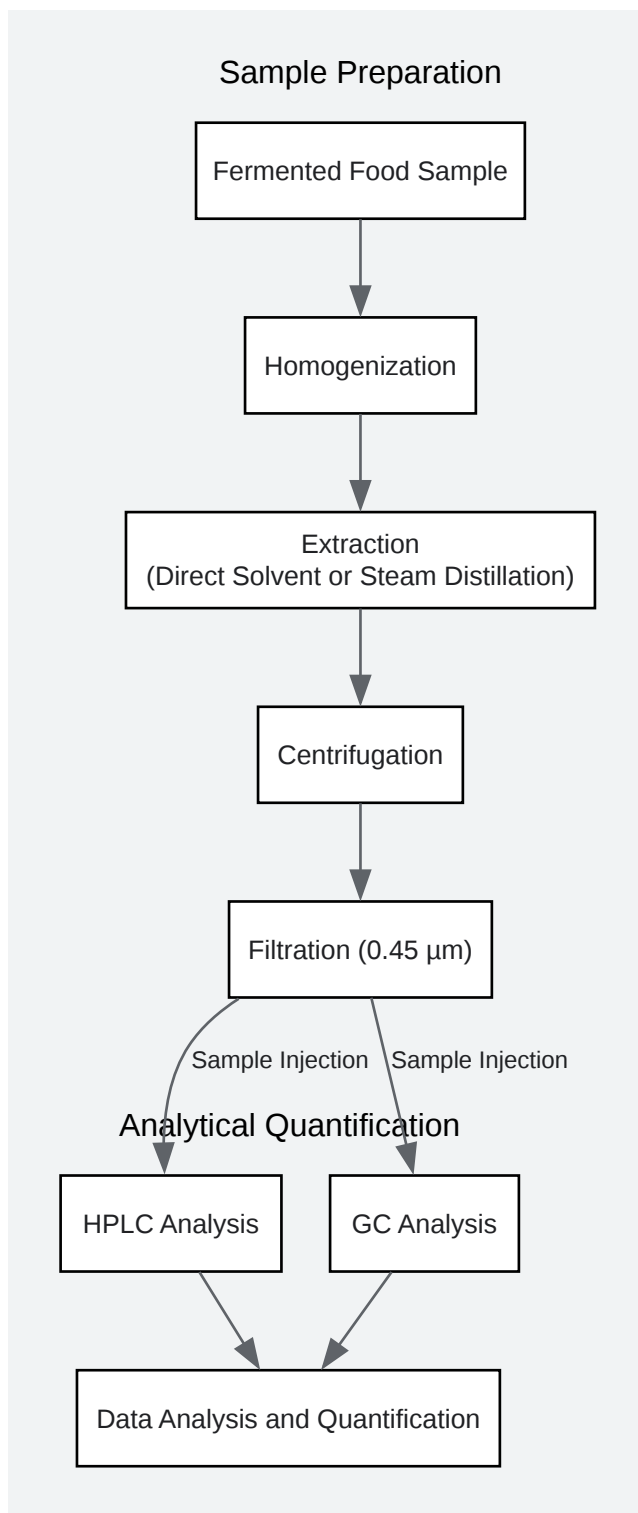 Sample Preparation
Fermented Food Sample
Homogenization
Extraction
(Direct Solvent or Steam Distillation)
Centrifugation
Filtration (0.45 µm)
Sample Injection
Sample Injection
Analytical Quantification
HPLC Analysis
GC Analysis
Data Analysis and Quantification